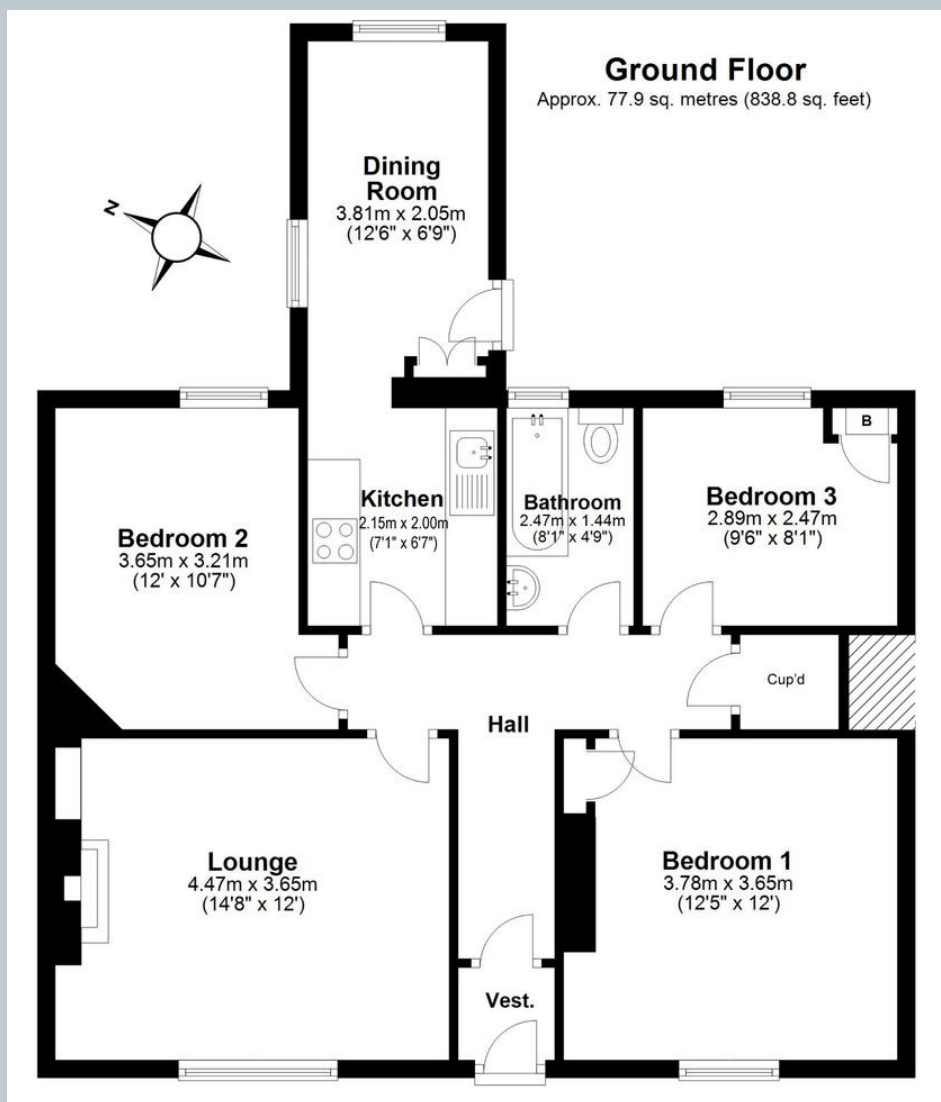 Ground Floor
Approx. 77.9 sq. metres (838.8 sq. feet)
Dining
Room
3.81m x 2.05m
(12'6" x 6'9")
N
B
Kitchen
2.15m x 2.00m
(7'1" x 6'7")
Bathroom
2.47m x 1.44m
(8'1" x 4'9")
Bedroom 3
2.89m x 2.47m
(9'6" x 8'1")
Bedroom 2
3.65m x 3.21m
(12' x 10'7")
Cup'd
Hall
Lounge
4.47m x 3.65m
(14'8" x 12')
Bedroom 1
3.78m x 3.65m
(12'5" x 12')
Vest.